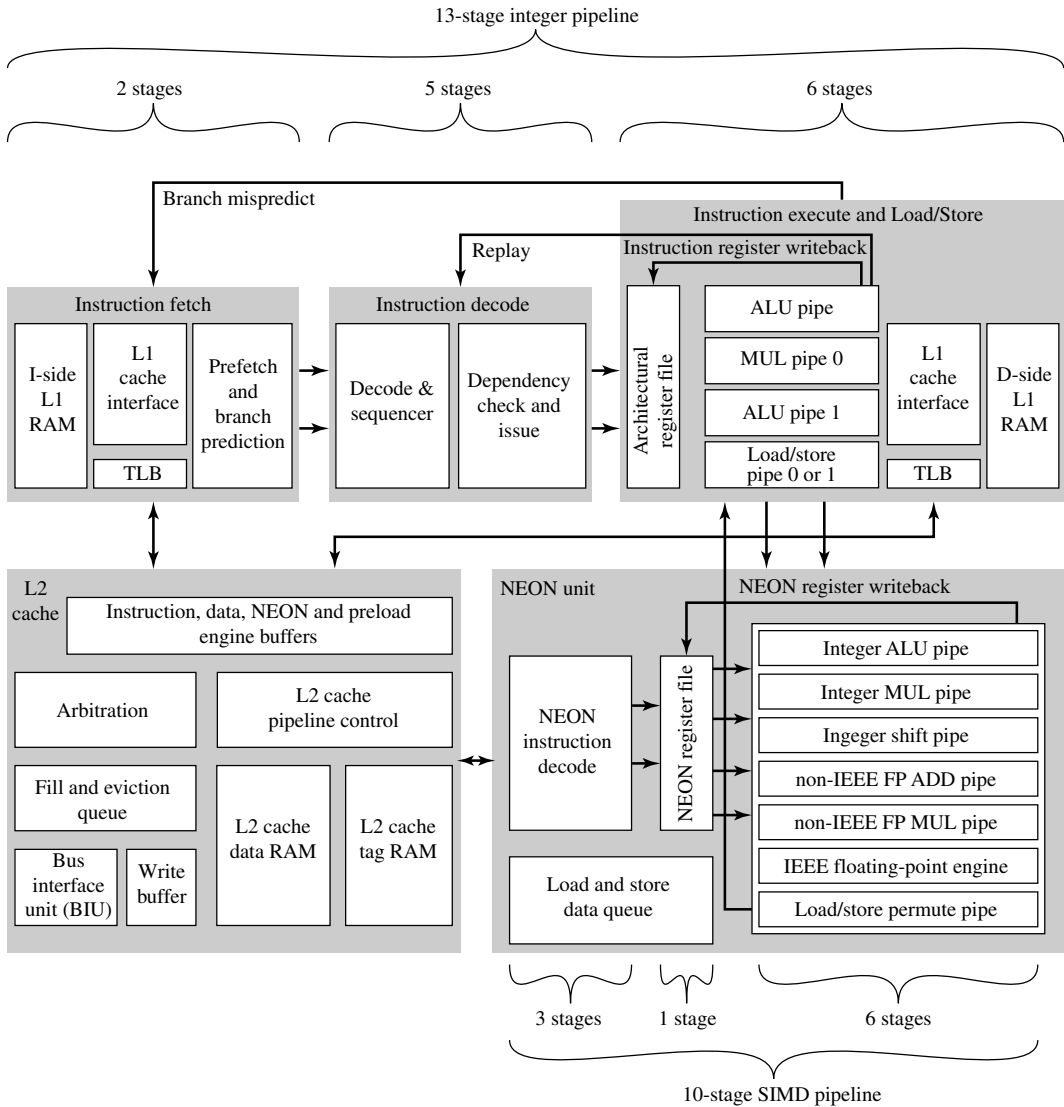 13-stage integer pipeline
2 stages
5 stages
6 stages
Branch mispredict
Instruction execute and Load/Store
Replay
Instruction register writeback
Instruction fetch
I-side
L1
RAM
L1
cache
interface
TLB
Prefetch
and
branch
prediction
Instruction decode
Decode &
sequencer
Dependency
check and
issue
Architectural
register file
ALU pipe
MUL pipe 0
ALU pipe 1
Load/store
pipe 0 or 1
L1
cache
interface
TLB
D-side
L1
RAM
L2
cache
Instruction, data, NEON and preload
engine buffers
Arbitration
L2 cache
pipeline control
Fill and eviction
queue
L2 cache
data RAM
L2 cache
tag RAM
Bus
interface
unit (BIU)
Write
buffer
NEON unit
NEON register writeback
NEON
instruction
decode
NEON register file
Integer ALU pipe
Integer MUL pipe
Ingeger shift pipe
non-IEEE FP ADD pipe
non-IEEE FP MUL pipe
IEEE floating-point engine
Load/store permute pipe
Load and store
data queue
3 stages
1 stage
6 stages
10-stage SIMD pipeline